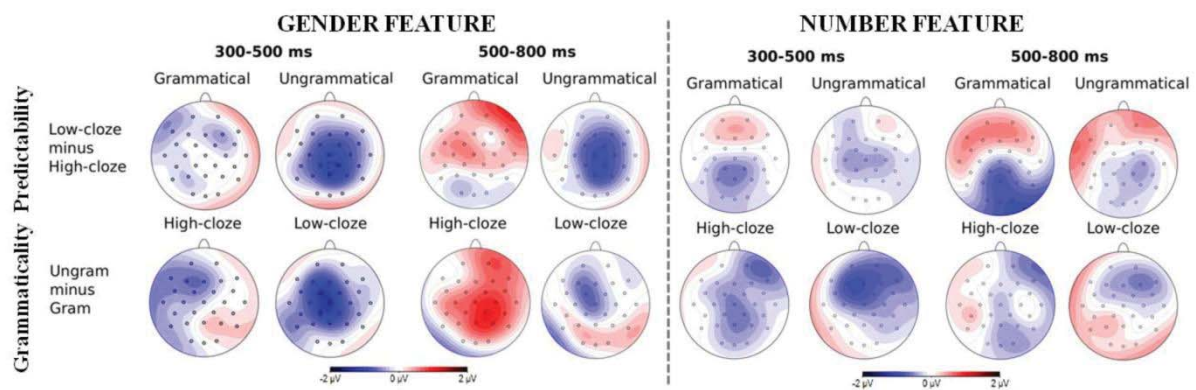 GENDER FEATURE
NUMBER FEATURE
300-500 ms
500-800 ms
300-500 ms
500-800 ms
Grammatical
Ungrammatical
Grammatical
Ungrammatical
Grammatical
Ungrammatical
Grammatical
Ungrammatical
Predictability
Low-cloze
minus
High-cloze
High-cloze
Low-cloze
High-cloze
Low-cloze
High-cloze
Low-cloze
High-cloze
Low-cloze
Grammaticality
Ungram
minus
Gram
-2 µV
0 µV
2 µV
-2 µV
0 µV
2 µV